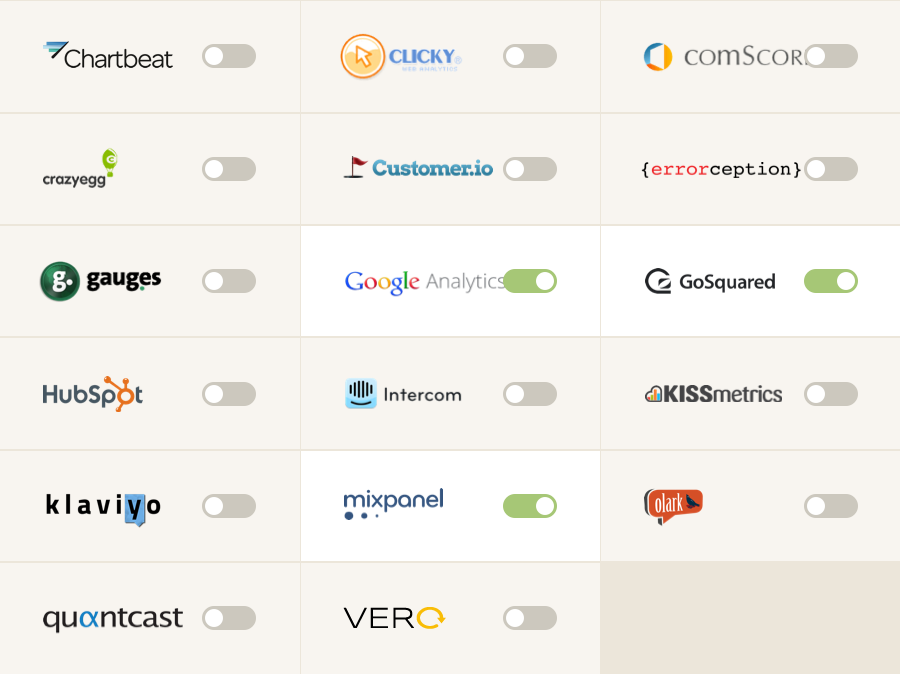 Chartbeat
CLICKY®
WEB ANALYTICS
comScor
crazyegg
Customer.io
{errorception}
g.
gauges
Google Analytics
GoSquared
HubSpot
Intercom
KISSmetrics
klaviyo
mixpanel
olark
quantcast
VERO